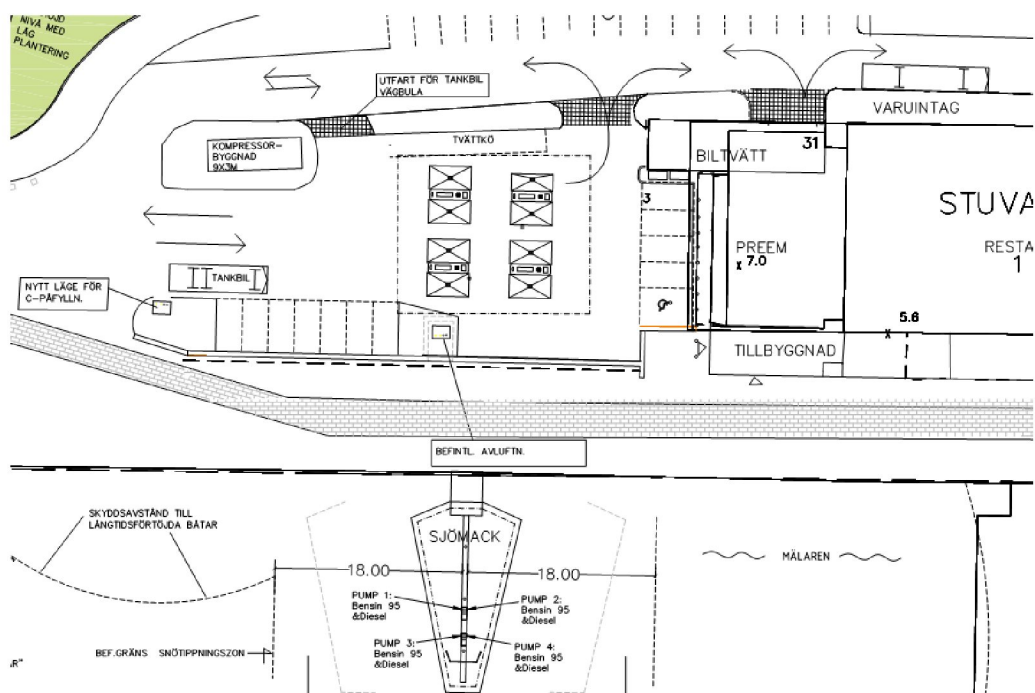 NIVÅ MED
LÅG
PLANTERING
UTFART FÖR TANKBIL
VÄGBULA
VARUINTAG
KOMPRESSOR-
BYGGNAD
9X3M
TVÄTTKÖ
31
BILTVÄTT
3
STUVA
PREEM
7.0
RESTA
1
TANKBIL
NYTT LÄGE FÖR
C-PÅFYLLN.
5.6
TILLBYGGNAD
BEFINTL. AVLUFTN.
SKYDDSAVSTÅND TILL
LÅNGTIDSFÖRTÖJDA BÅTAR
SJÖMACK
MÄLAREN
18.00
18.00
PUMP 1:
Bensin 95
&Diesel
PUMP 2:
Bensin 95
&Diesel
PUMP 3:
Bensin 95
&Diesel
PUMP 4:
Bensin 95
&Diesel
BEF.GRÄNS SNÖTIPPNINGSZON